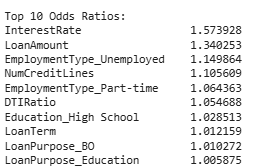 Top 10 Odds Ratios:
InterestRate 1.573928
LoanAmount 1.340253
EmploymentType_Unemployed 1.149864
NumCreditLines 1.105609
EmploymentType_Part-time 1.064363
DTIRatio 1.054688
Education_High School 1.028513
LoanTerm 1.012159
LoanPurpose_BO 1.010272
LoanPurpose_Education 1.005875